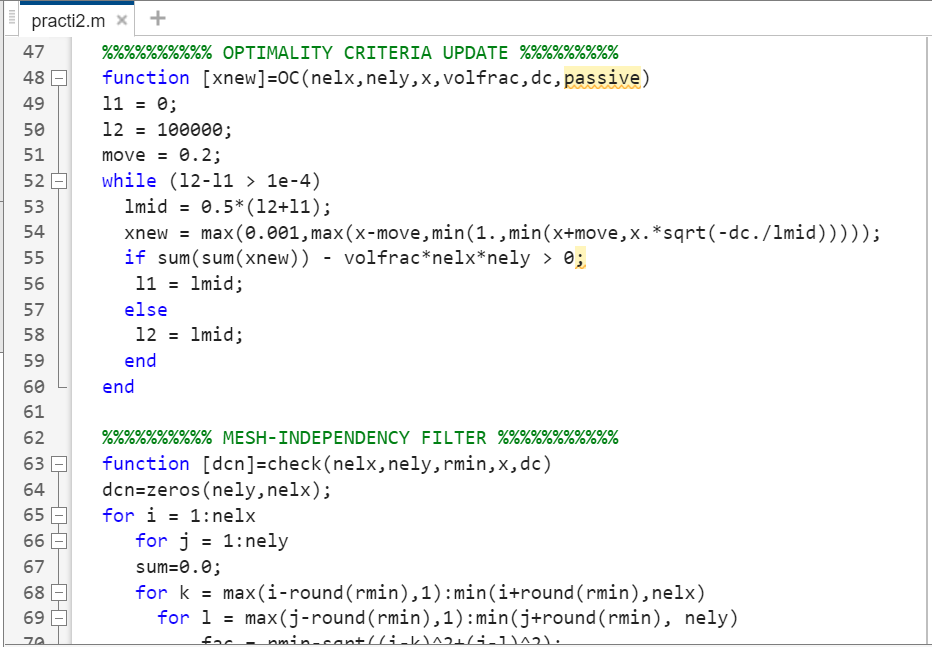 practi2.m × +
47 %%%%%%%%%% OPTIMALITY CRITERIA UPDATE %%%%%%%%%
48 function [xnew]=OC(nelx,nely,x,volfrac,dc,passive)
49 l1 = 0;
50 l2 = 100000;
51 move = 0.2;
52 while (l2-l1 > 1e-4)
53 lmid = 0.5*(l2+l1);
54 xnew = max(0.001,max(x-move,min(1.,min(x+move,x.*sqrt(-dc./lmid)))));
55 if sum(sum(xnew)) - volfrac*nelx*nely > 0;
56 l1 = lmid;
57 else
58 l2 = lmid;
59 end
60 end
61
62 %%%%%%%%%% MESH-INDEPENDENCY FILTER %%%%%%%%%%%
63 function [dcn]=check(nelx,nely,rmin,x,dc)
64 dcn=zeros(nely,nelx);
65 for i = 1:nelx
66 for j = 1:nely
67 sum=0.0;
68 for k = max(i-round(rmin),1):min(i+round(rmin),nelx)
69 for l = max(j-round(rmin),1):min(j+round(rmin), nely)
70 fac = rmin-sqrt((i-k)^2+(j-l)^2);